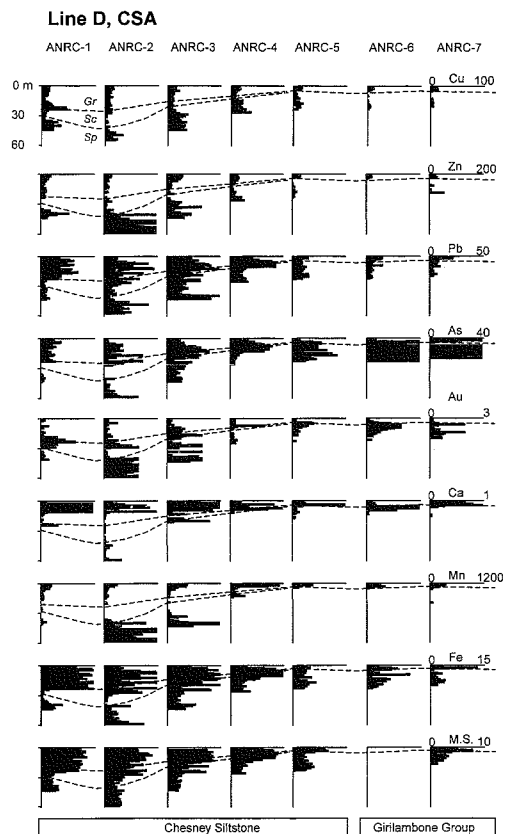 Line D, CSA
ANRC-1 ANRC-2 ANRC-3 ANRC-4 ANRC-5 ANRC-6 ANRC-7
0 Cu 100
0 m
30
60
Gr
Sc
Sp
0 Zn 200
0 Pb 50
0 As 40
Au
0 3
0 Ca 1
0 Mn 1200
0 Fe 15
0 M.S. 10
Chesney Siltstone Girilambone Group